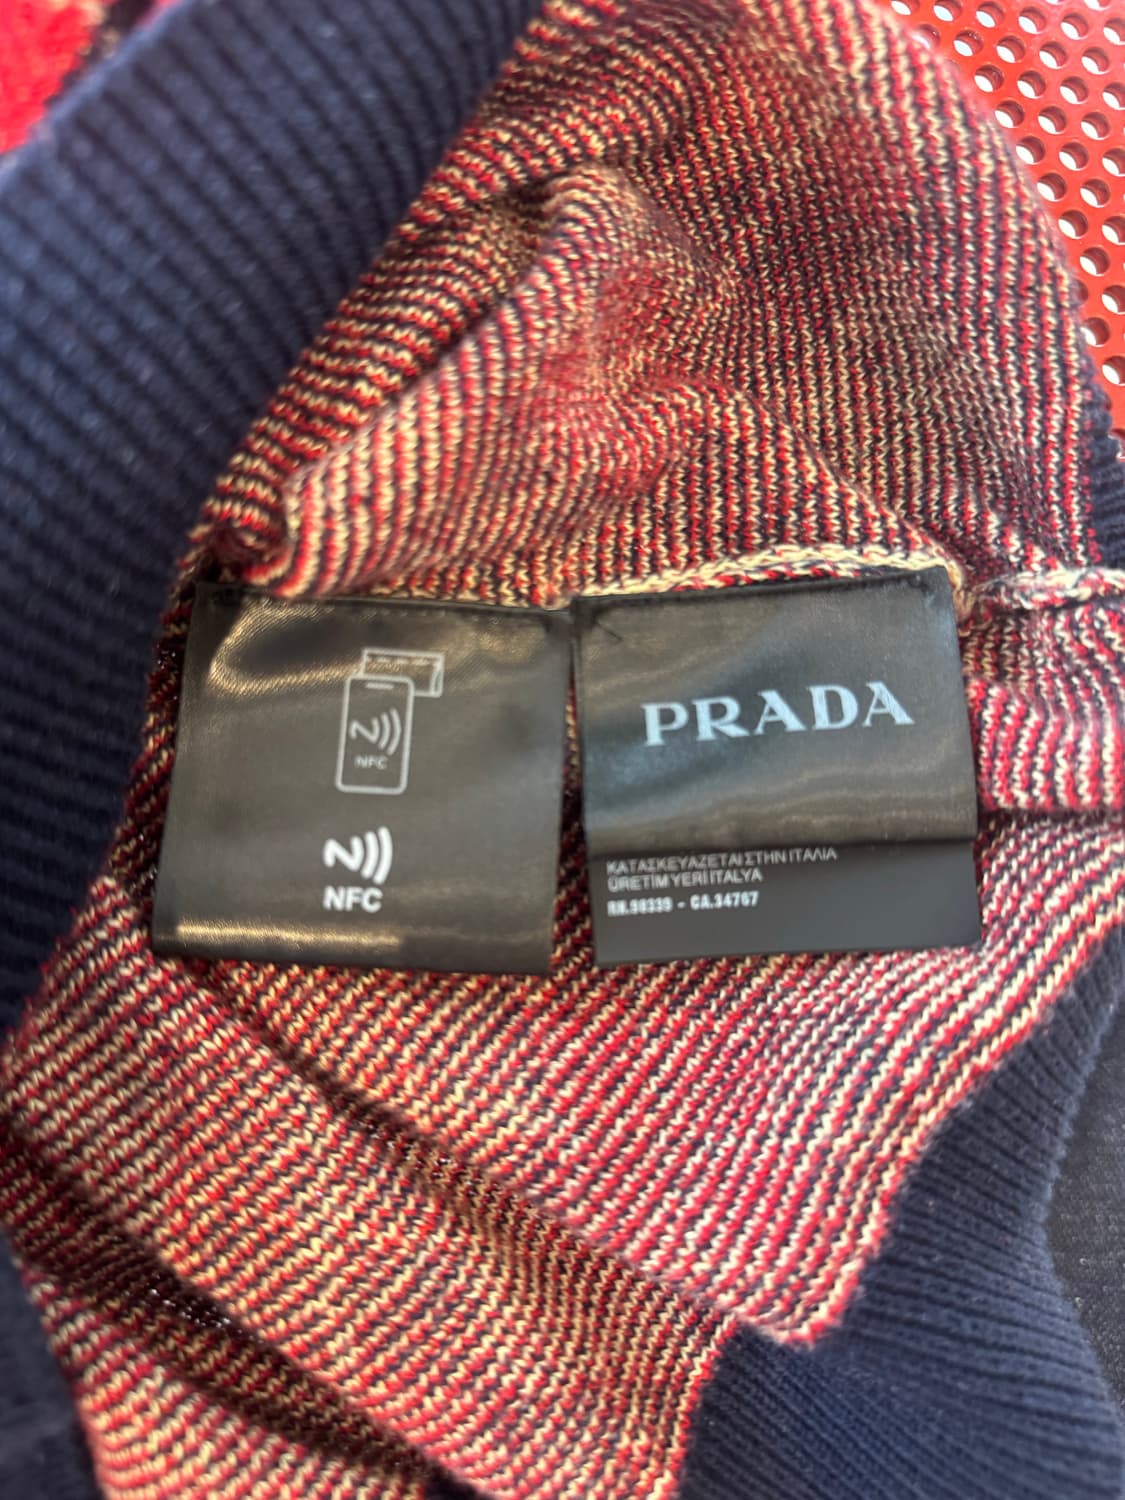 NFC
NFC
PRADA
ΚΑΤΑΣΚΕΥΑΖΕΤΑΙ ΣΤΗΝ ΙΤΑΛΙΑ
ÜRETİM YERİ İTALYA
RN.98339 - CA.34767